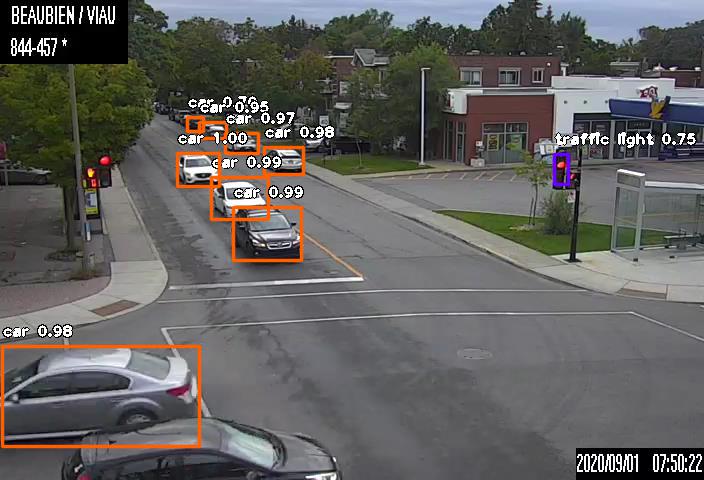 BEAUBIEN / VIAU
844-457 *
car 0.95
car 0.97
car 1.00
car 0.98
car 0.99
car 0.99
traffic light 0.75
car 0.98
2020/09/01 07:50:22